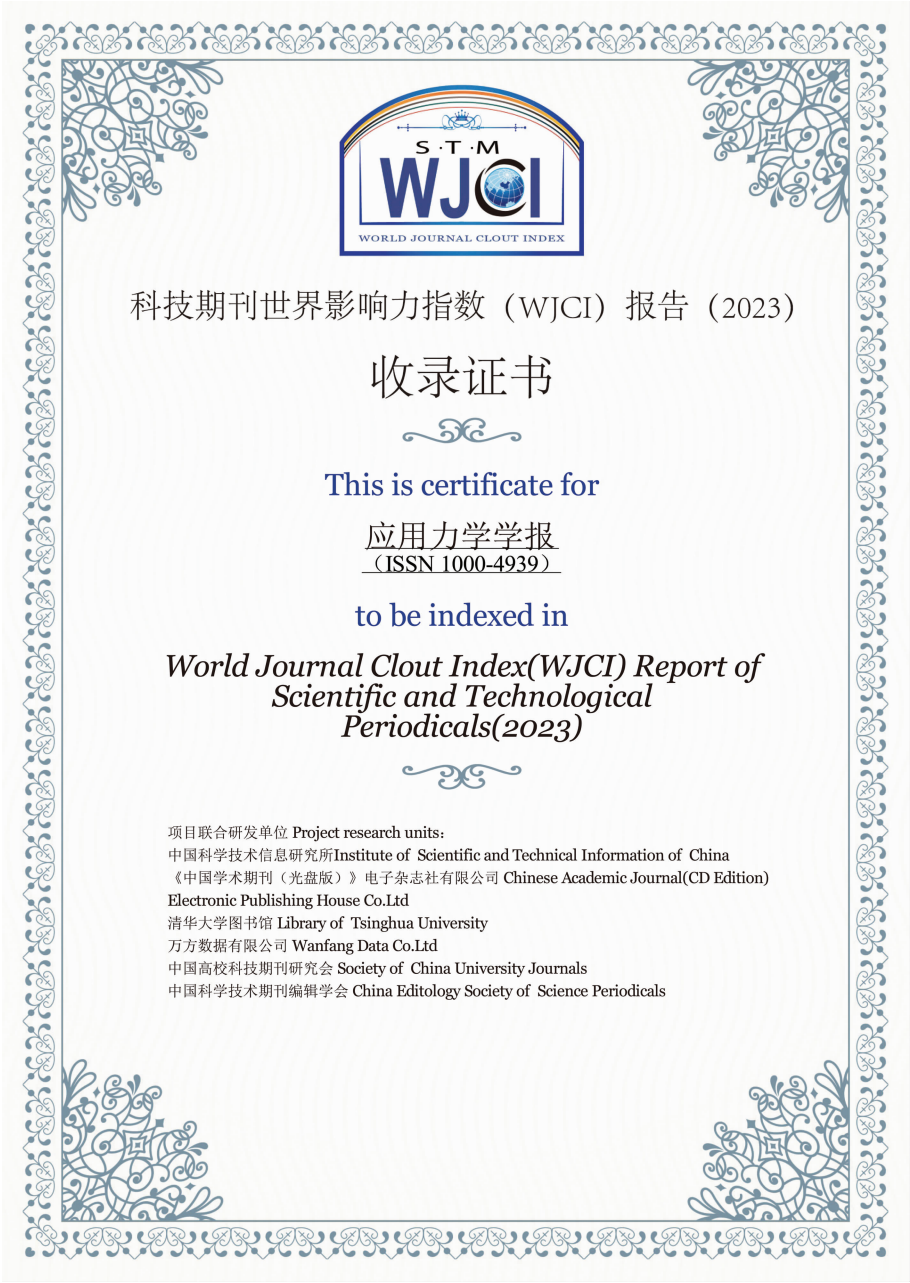 S·T·M
WJCI
WORLD JOURNAL CLOUT INDEX
科技期刊世界影响力指数（WJCI）报告（2023）
收录证书
This is certificate for
应用力学学报
（ISSN 1000-4939）
to be indexed in
World Journal Clout Index(WJCI) Report of
Scientific and Technological
Periodicals(2023)
项目联合研发单位 Project research units：
中国科学技术信息研究所Institute of Scientific and Technical Information of China
《中国学术期刊（光盘版）》电子杂志社有限公司 Chinese Academic Journal(CD Edition)
Electronic Publishing House Co.Ltd
清华大学图书馆 Library of Tsinghua University
万方数据有限公司 Wanfang Data Co.Ltd
中国高校科技期刊研究会 Society of China University Journals
中国科学技术期刊编辑学会 China Editology Society of Science Periodicals